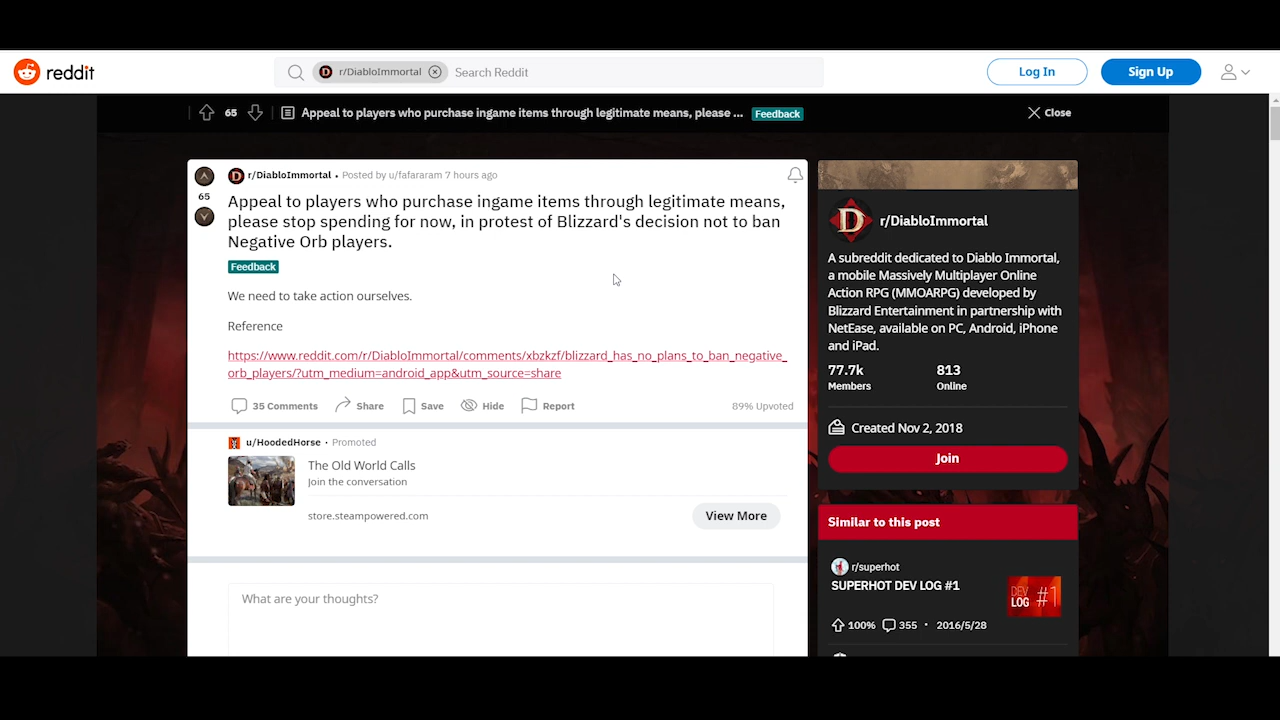 reddit
r/DiabloImmortal
Search Reddit
Log In
Sign Up
65
Appeal to players who purchase ingame items through legitimate means, please ...
Feedback
Close
r/DiabloImmortal • Posted by u/fafararam 7 hours ago
65
Appeal to players who purchase ingame items through legitimate means,
please stop spending for now, in protest of Blizzard's decision not to ban
Negative Orb players.
Feedback
We need to take action ourselves.
Reference
https://www.reddit.com/r/DiabloImmortal/comments/xbzkzf/blizzard_has_no_plans_to_ban_negative_
orb_players/?utm_medium=android_app&utm_source=share
35 Comments
Share
Save
Hide
Report
89% Upvoted
u/HoodedHorse • Promoted
The Old World Calls
Join the conversation
store.steampowered.com
View More
What are your thoughts?
D
r/DiabloImmortal
A subreddit dedicated to Diablo Immortal,
a mobile Massively Multiplayer Online
Action RPG (MMOARPG) developed by
Blizzard Entertainment in partnership with
NetEase, available on PC, Android, iPhone
and iPad.
77.7k
Members
813
Online
Created Nov 2, 2018
Join
Similar to this post
r/superhot
SUPERHOT DEV LOG #1
DEV
LOG #1
100% 355 · 2016/5/28